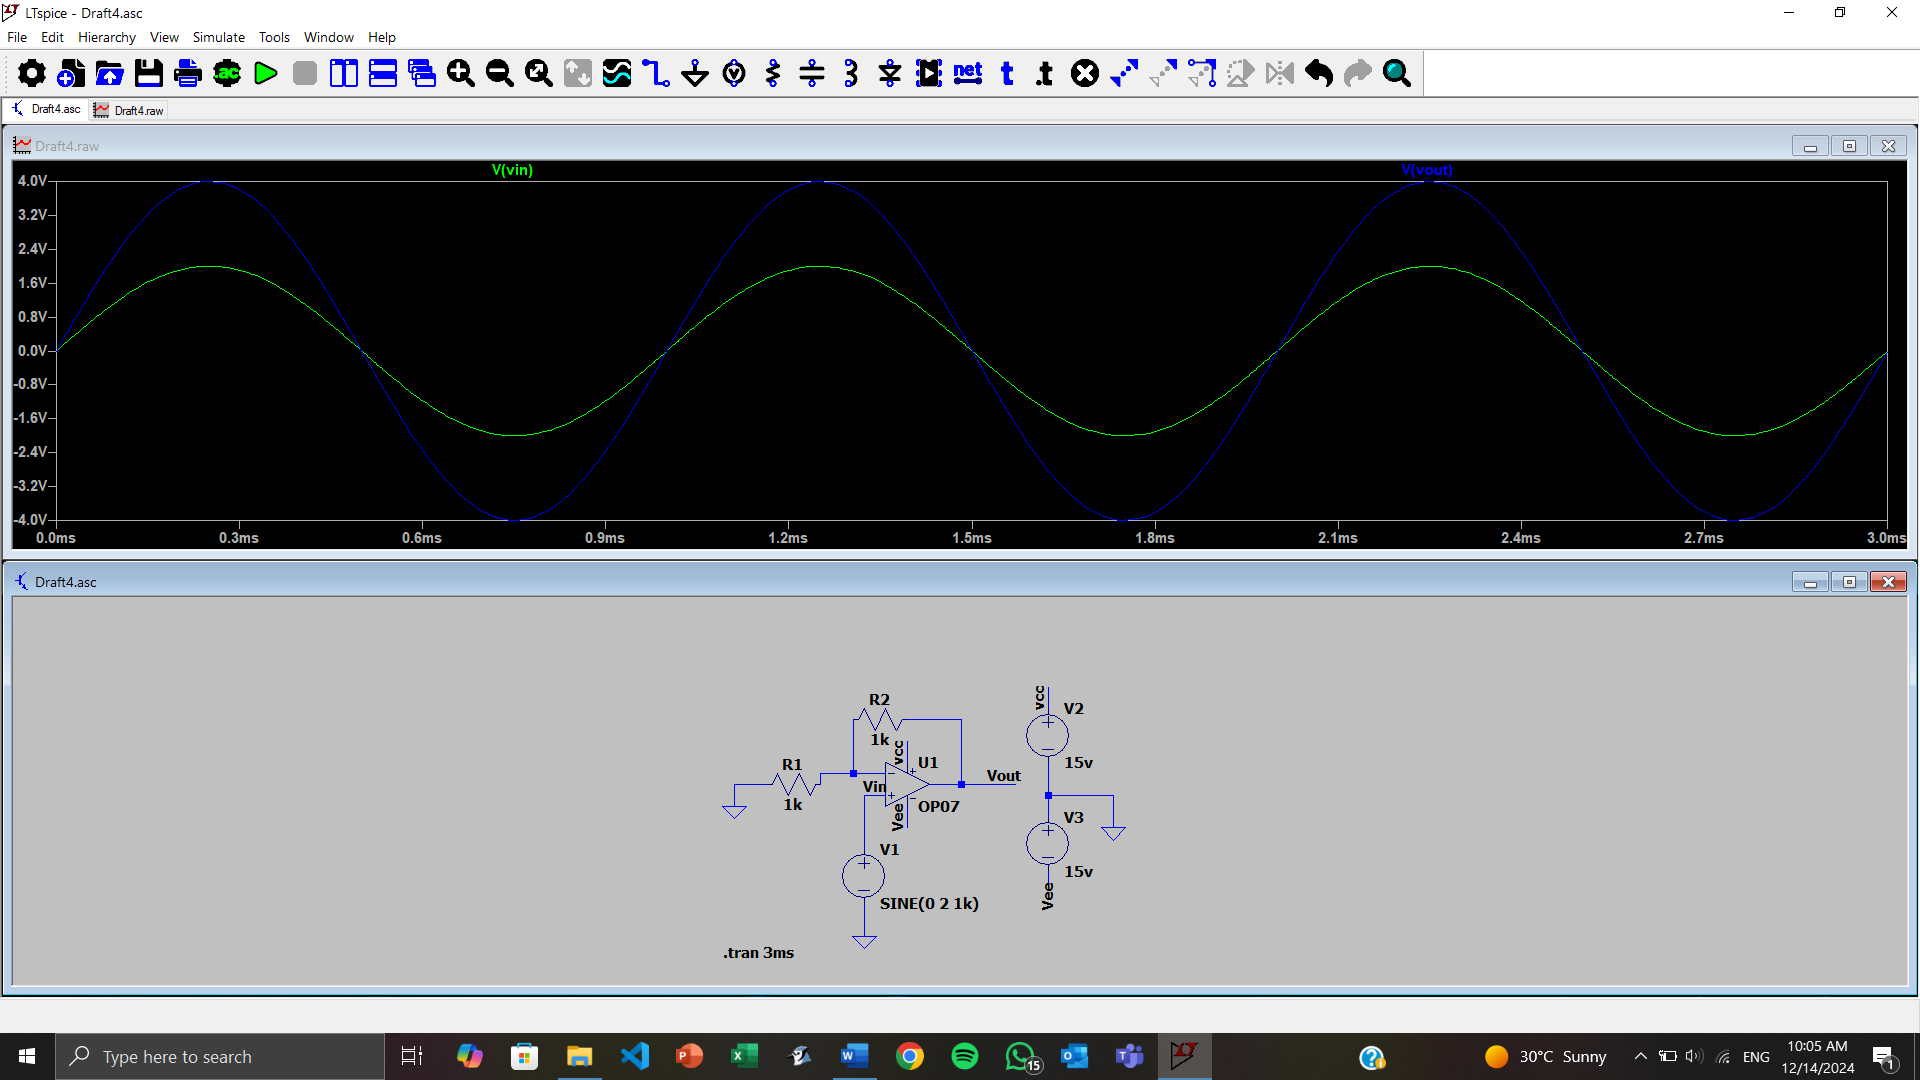 LTspice - Draft4.asc
File Edit Hierarchy View Simulate Tools Window Help
.ac net t .t
Draft4.asc Draft4.raw
Draft4.raw
V(vin) V(vout)
4.0V
3.2V
2.4V
1.6V
0.8V
0.0V
-0.8V
-1.6V
-2.4V
-3.2V
-4.0V
0.0ms 0.3ms 0.6ms 0.9ms 1.2ms 1.5ms 1.8ms 2.1ms 2.4ms 2.7ms 3.0ms
Draft4.asc
R2
1k
vcc
U1
R1
1k
Vin
Vee
OP07
Vout
V1
SINE(0 2 1k)
vcc
V2
15v
V3
15v
Vee
.tran 3ms
Type here to search
15
30°C Sunny
ENG
10:05 AM
12/14/2024
1